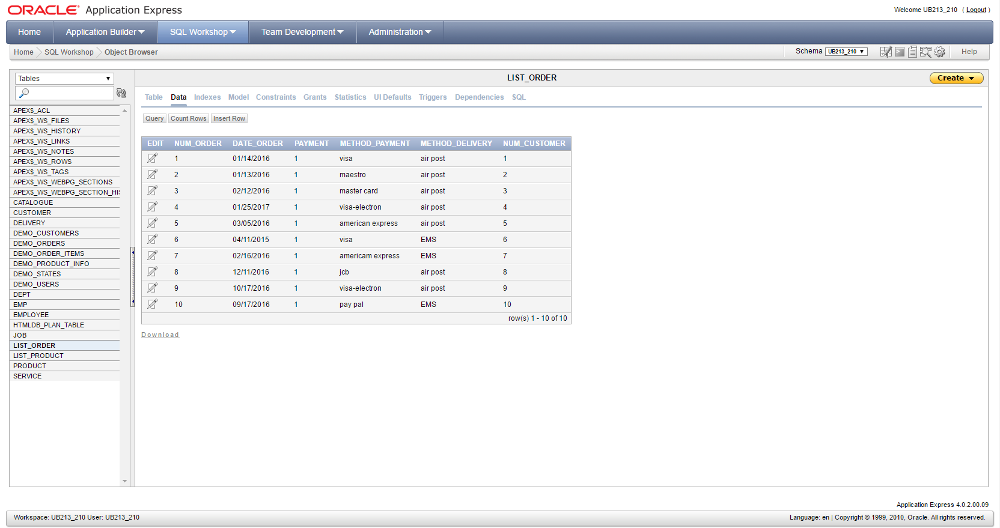 ORACLE Application Express
Welcome UB213_210 ( Logout )
Home Application Builder SQL Workshop Team Development Administration
Home SQL Workshop Object Browser
Schema UB213_210 Help
Tables
LIST_ORDER
Create
Table Data Indexes Model Constraints Grants Statistics UI Defaults Triggers Dependencies SQL
Query Count Rows Insert Row
APEX$_ACL
APEX$_WS_FILES
APEX$_WS_HISTORY
APEX$_WS_LINKS
APEX$_WS_NOTES
APEX$_WS_ROWS
APEX$_WS_TAGS
APEX$_WS_WEBPG_SECTIONS
APEX$_WS_WEBPG_SECTION_HIS
CATALOGUE
CUSTOMER
DELIVERY
DEMO_CUSTOMERS
DEMO_ORDERS
DEMO_ORDER_ITEMS
DEMO_PRODUCT_INFO
DEMO_STATES
DEMO_USERS
DEPT
EMP
EMPLOYEE
HTMLDB_PLAN_TABLE
JOB
LIST_ORDER
LIST_PRODUCT
PRODUCT
SERVICE
EDIT NUM_ORDER DATE_ORDER PAYMENT METHOD_PAYMENT METHOD_DELIVERY NUM_CUSTOMER
1 01/14/2016 1 visa air post 1
2 01/13/2016 1 maestro air post 2
3 02/12/2016 1 master card air post 3
4 01/25/2017 1 visa-electron air post 4
5 03/05/2016 1 american express air post 5
6 04/11/2015 1 visa EMS 6
7 02/16/2016 1 americam express EMS 7
8 12/11/2016 1 jcb air post 8
9 10/17/2016 1 visa-electron air post 9
10 09/17/2016 1 pay pal EMS 10
row(s) 1 - 10 of 10
Download
Application Express 4.0.2.00.09
Workspace: UB213_210 User: UB213_210
Language: en | Copyright © 1999, 2010, Oracle. All rights reserved.